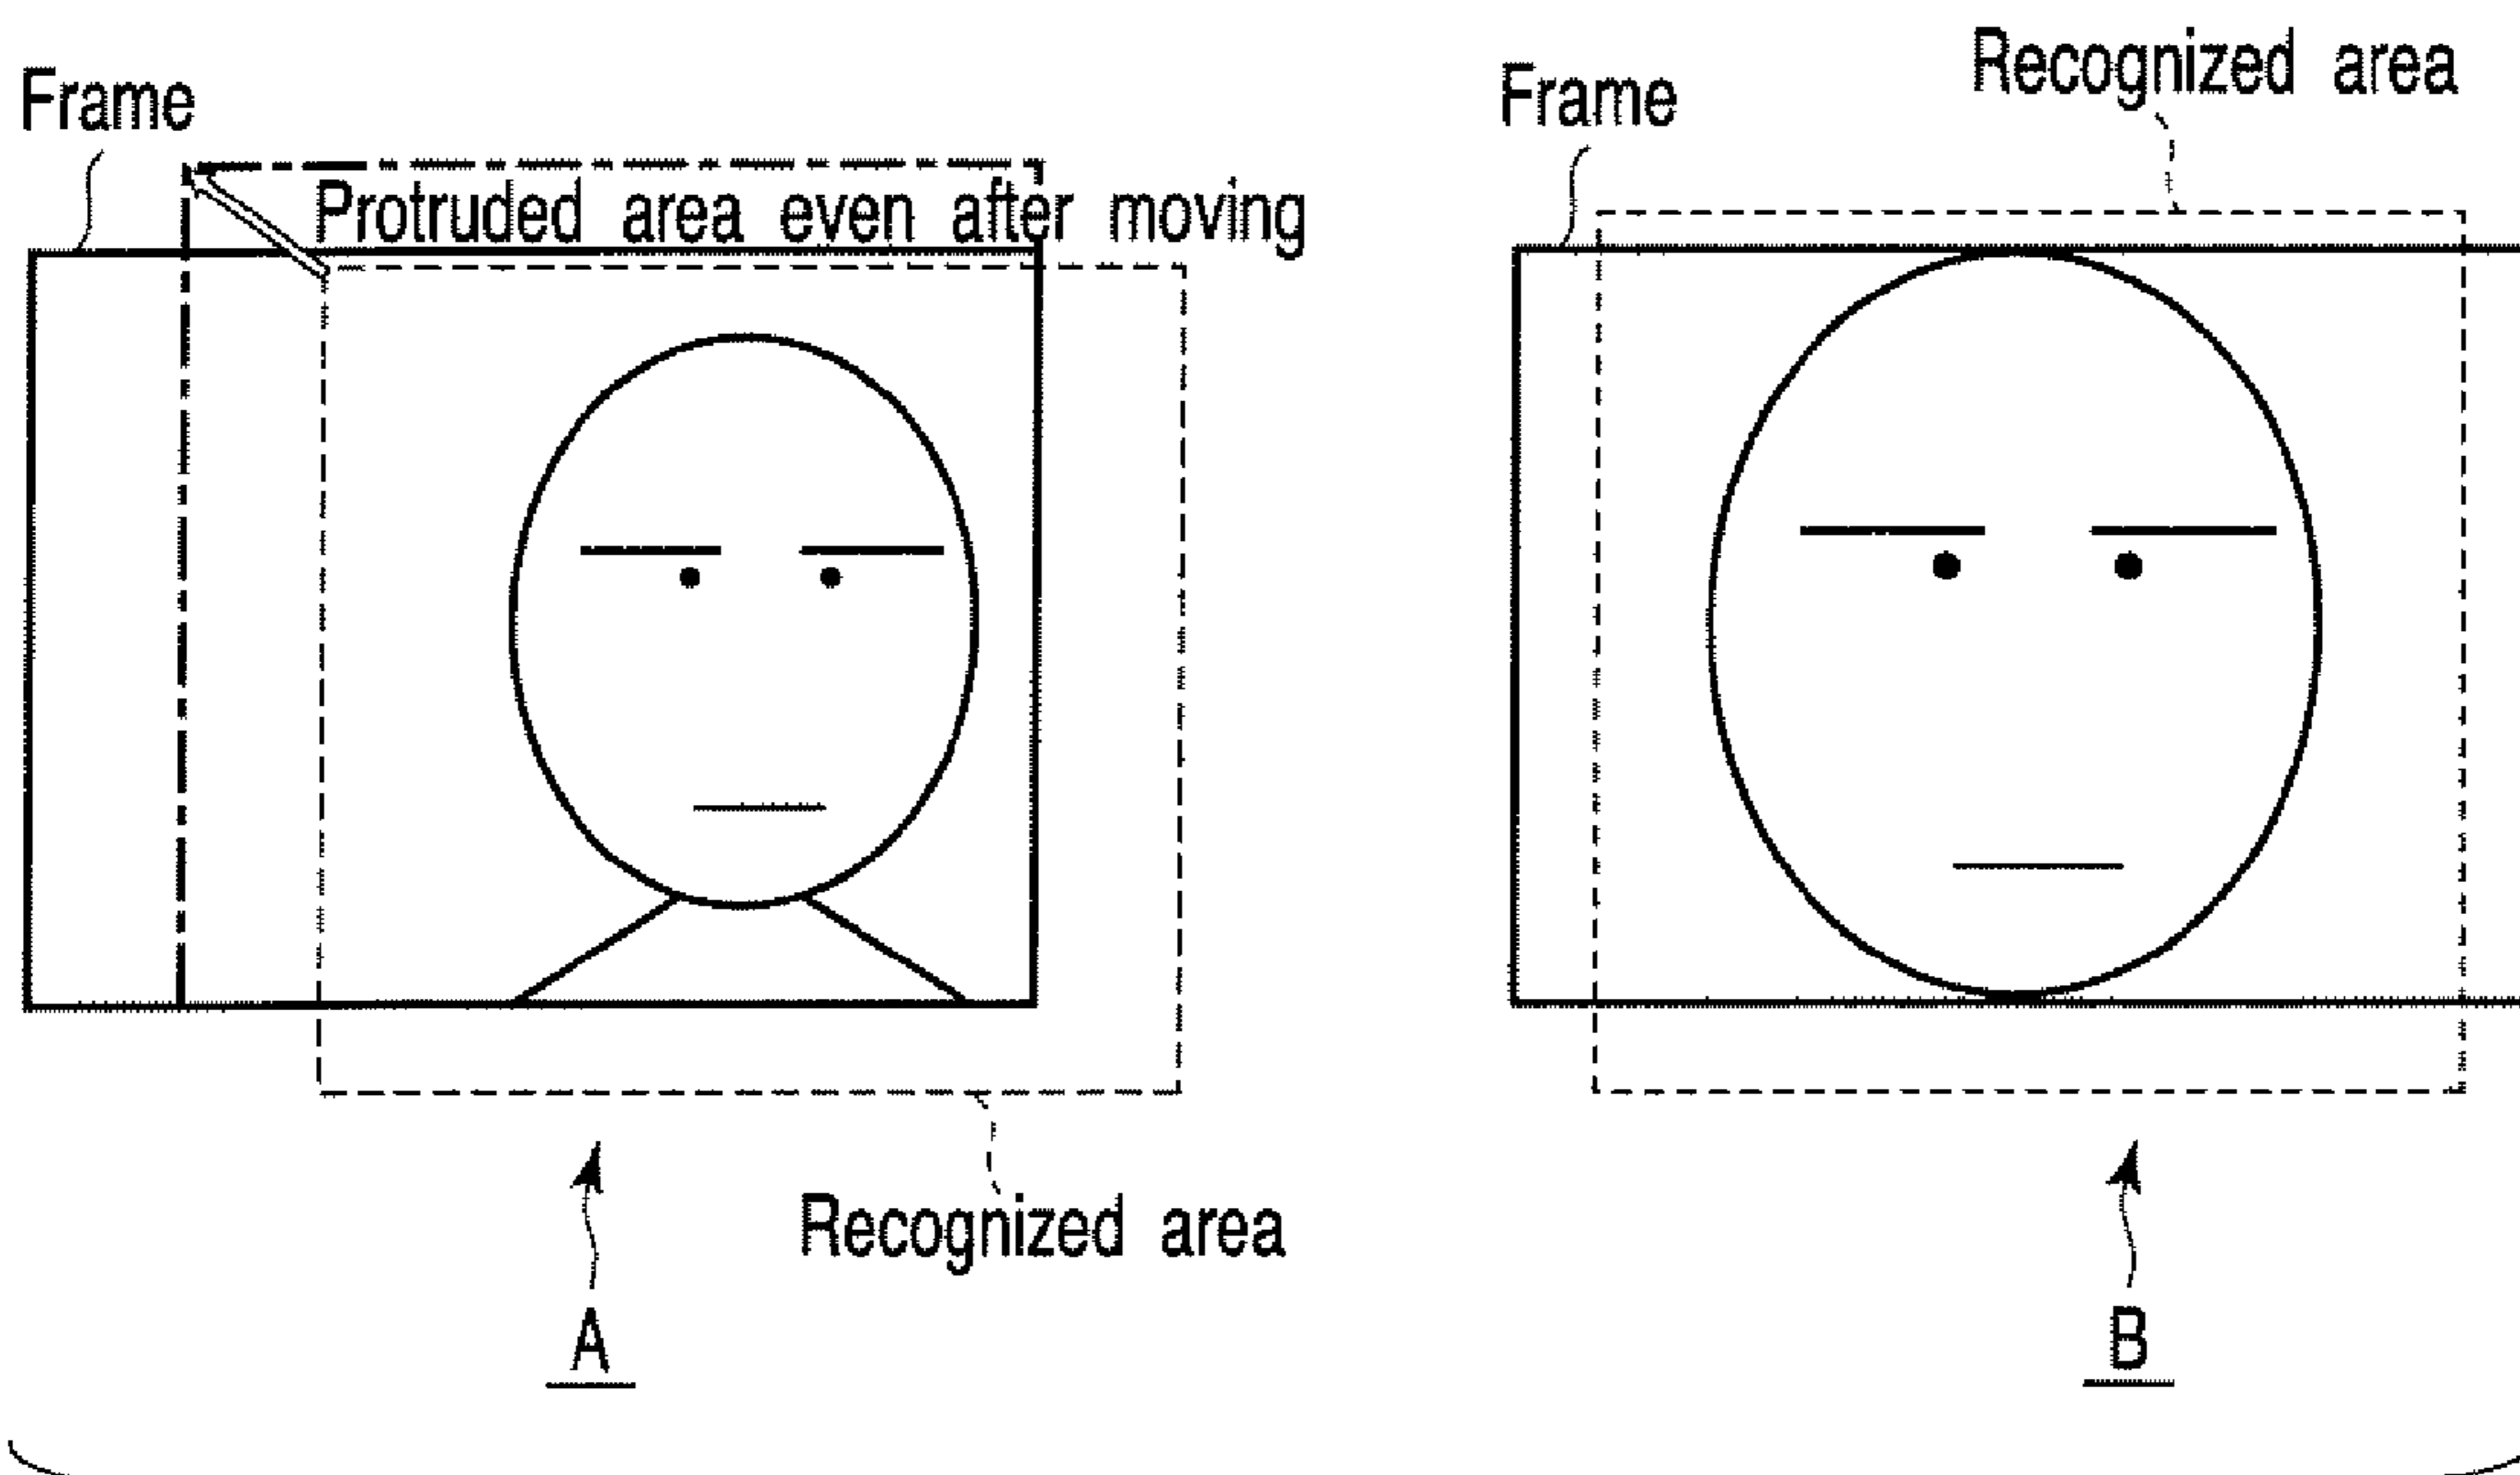 Frame
Protruded area even after moving
Recognized area
A
Frame
Recognized area
B